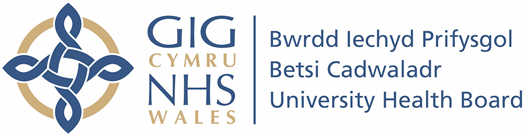 GIG
CYMRU
NHS
WALES
Bwrdd Iechyd Prifysgol
Betsi Cadwaladr
University Health Board